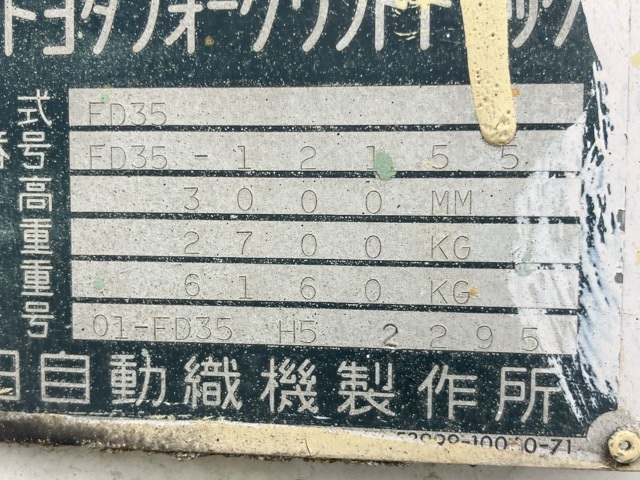 トヨタフォークリフトトラック
式 FD35
号 FD35-12155
高 3000 MM
重 2700 KG
重 6160 KG
号 01-FD35 H5 2295
田自動織機製作所